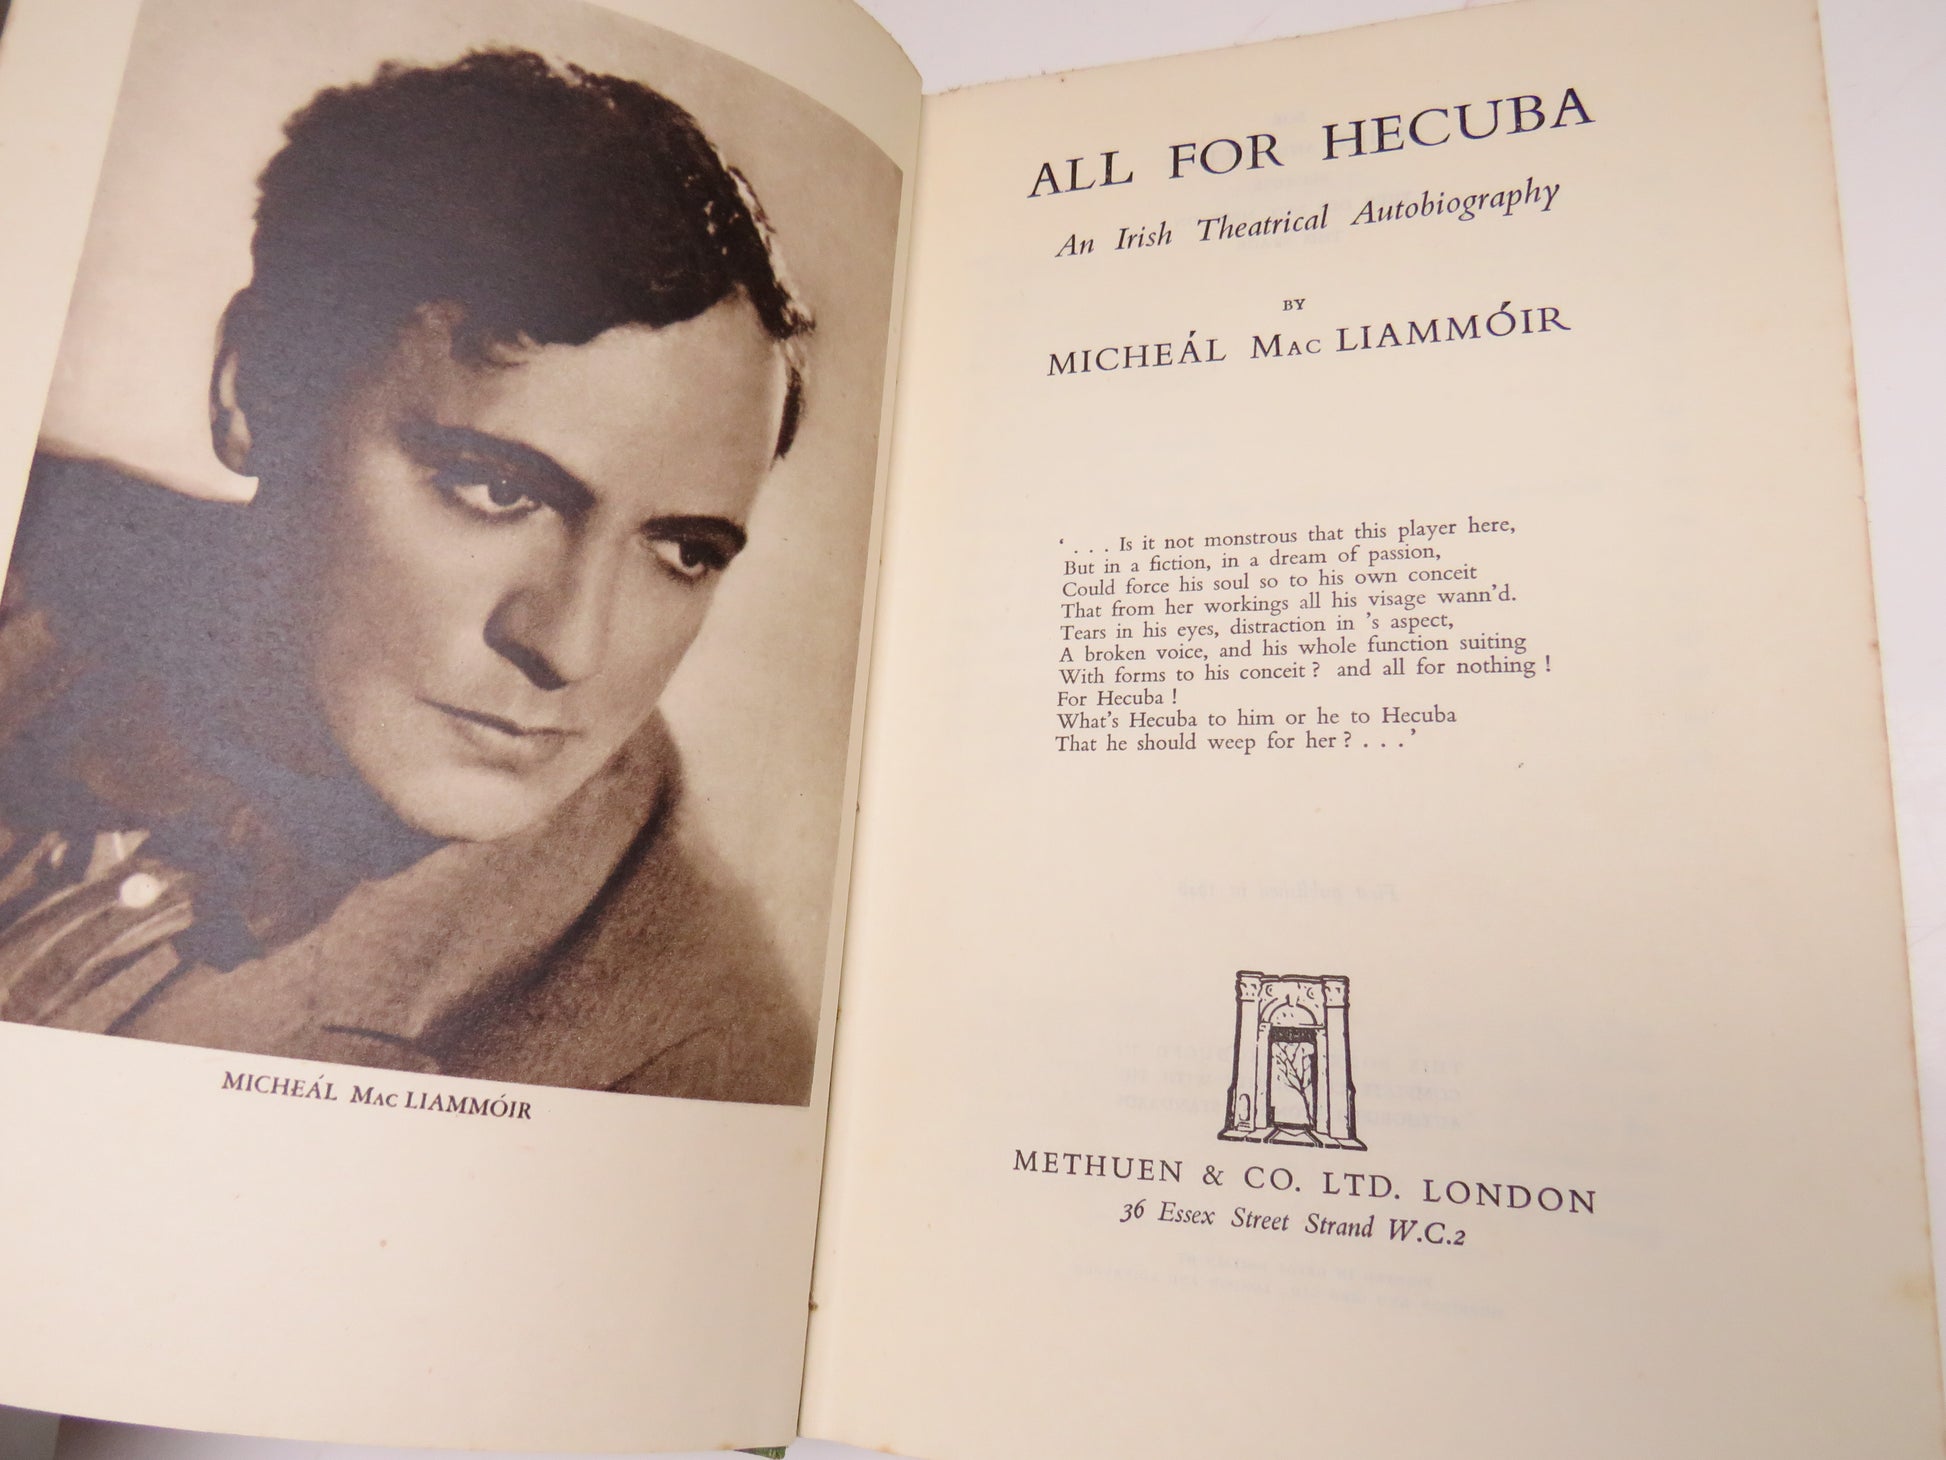 MICHEÁL MAC LIAMMÓIR
ALL FOR HECUBA
An Irish Theatrical Autobiography
BY
MICHEÁL MAC LIAMMÓIR
‘. . . Is it not monstrous that this player here,
But in a fiction, in a dream of passion,
Could force his soul so to his own conceit
That from her workings all his visage wann’d.
Tears in his eyes, distraction in ’s aspect,
A broken voice, and his whole function suiting
With forms to his conceit ? and all for nothing !
For Hecuba !
What’s Hecuba to him or he to Hecuba
That he should weep for her ? . . .’
First published in
METHUEN & CO. LTD. LONDON
36 Essex Street Strand W.C.2